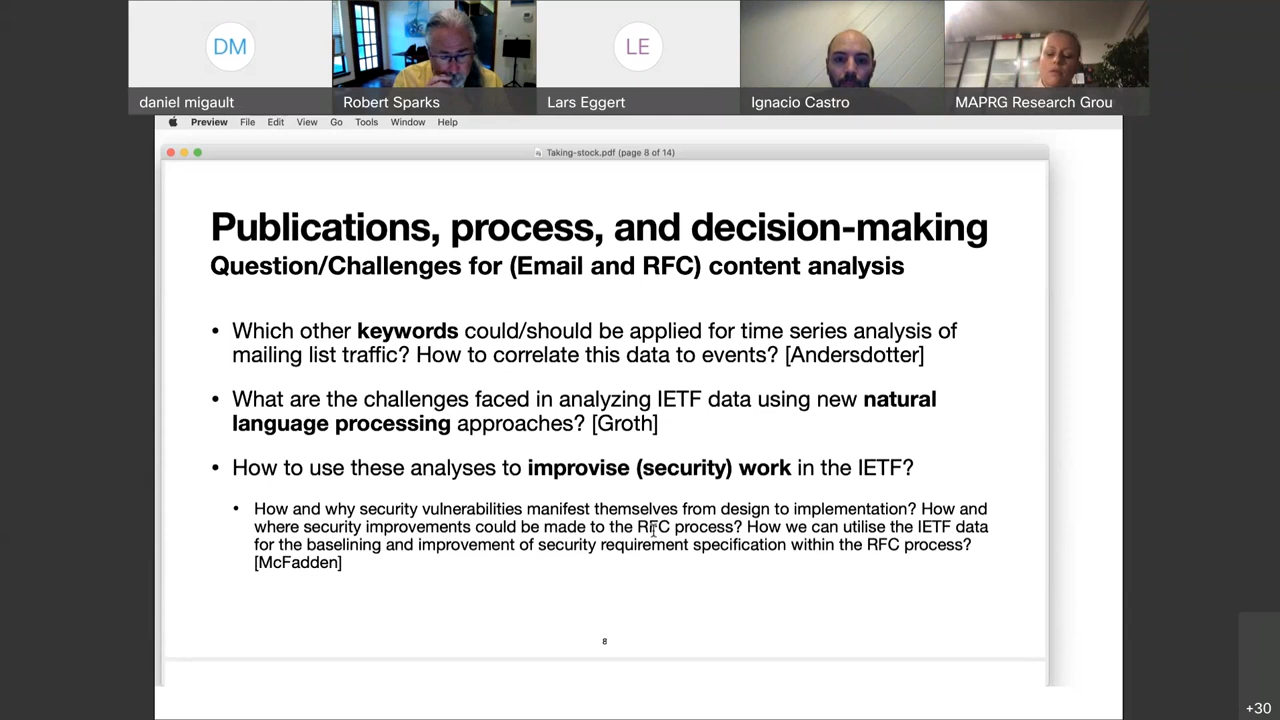 DM
LE
daniel migault
Robert Sparks
Lars Eggert
Ignacio Castro
MAPRG Research Grou
Preview File Edit View Go Tools Window Help
Taking-stock.pdf (page 8 of 14)
Publications, process, and decision-making
Question/Challenges for (Email and RFC) content analysis
• Which other keywords could/should be applied for time series analysis of
mailing list traffic? How to correlate this data to events? [Andersdotter]
• What are the challenges faced in analyzing IETF data using new natural
language processing approaches? [Groth]
• How to use these analyses to improvise (security) work in the IETF?
• How and why security vulnerabilities manifest themselves from design to implementation? How and
where security improvements could be made to the RFC process? How we can utilise the IETF data
for the baselining and improvement of security requirement specification within the RFC process?
[McFadden]
8
+30